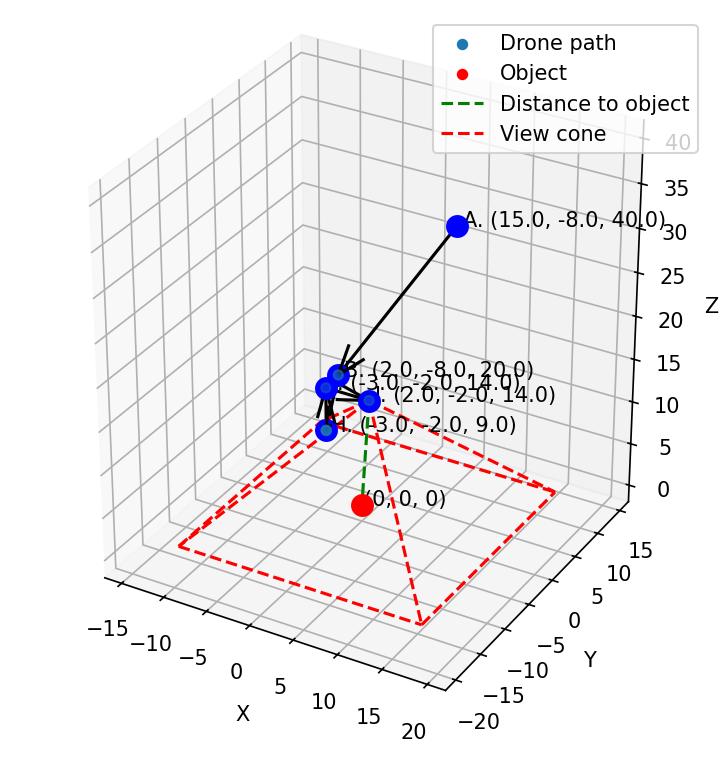 Drone path
Object
Distance to object
View cone
40
35
30
25
20
15
10
5
0
Z
A. (15.0, -8.0, 40.0)
(2.0, -8.0, 20.0)
(-3.0, -2.0, 14.0)
(2.0, -2.0, 14.0)
(-3.0, -2.0, 9.0)
(0, 0, 0)
−15
−10
−5
0
5
10
15
20
X
15
10
5
0
−5
−10
−15
−20
Y